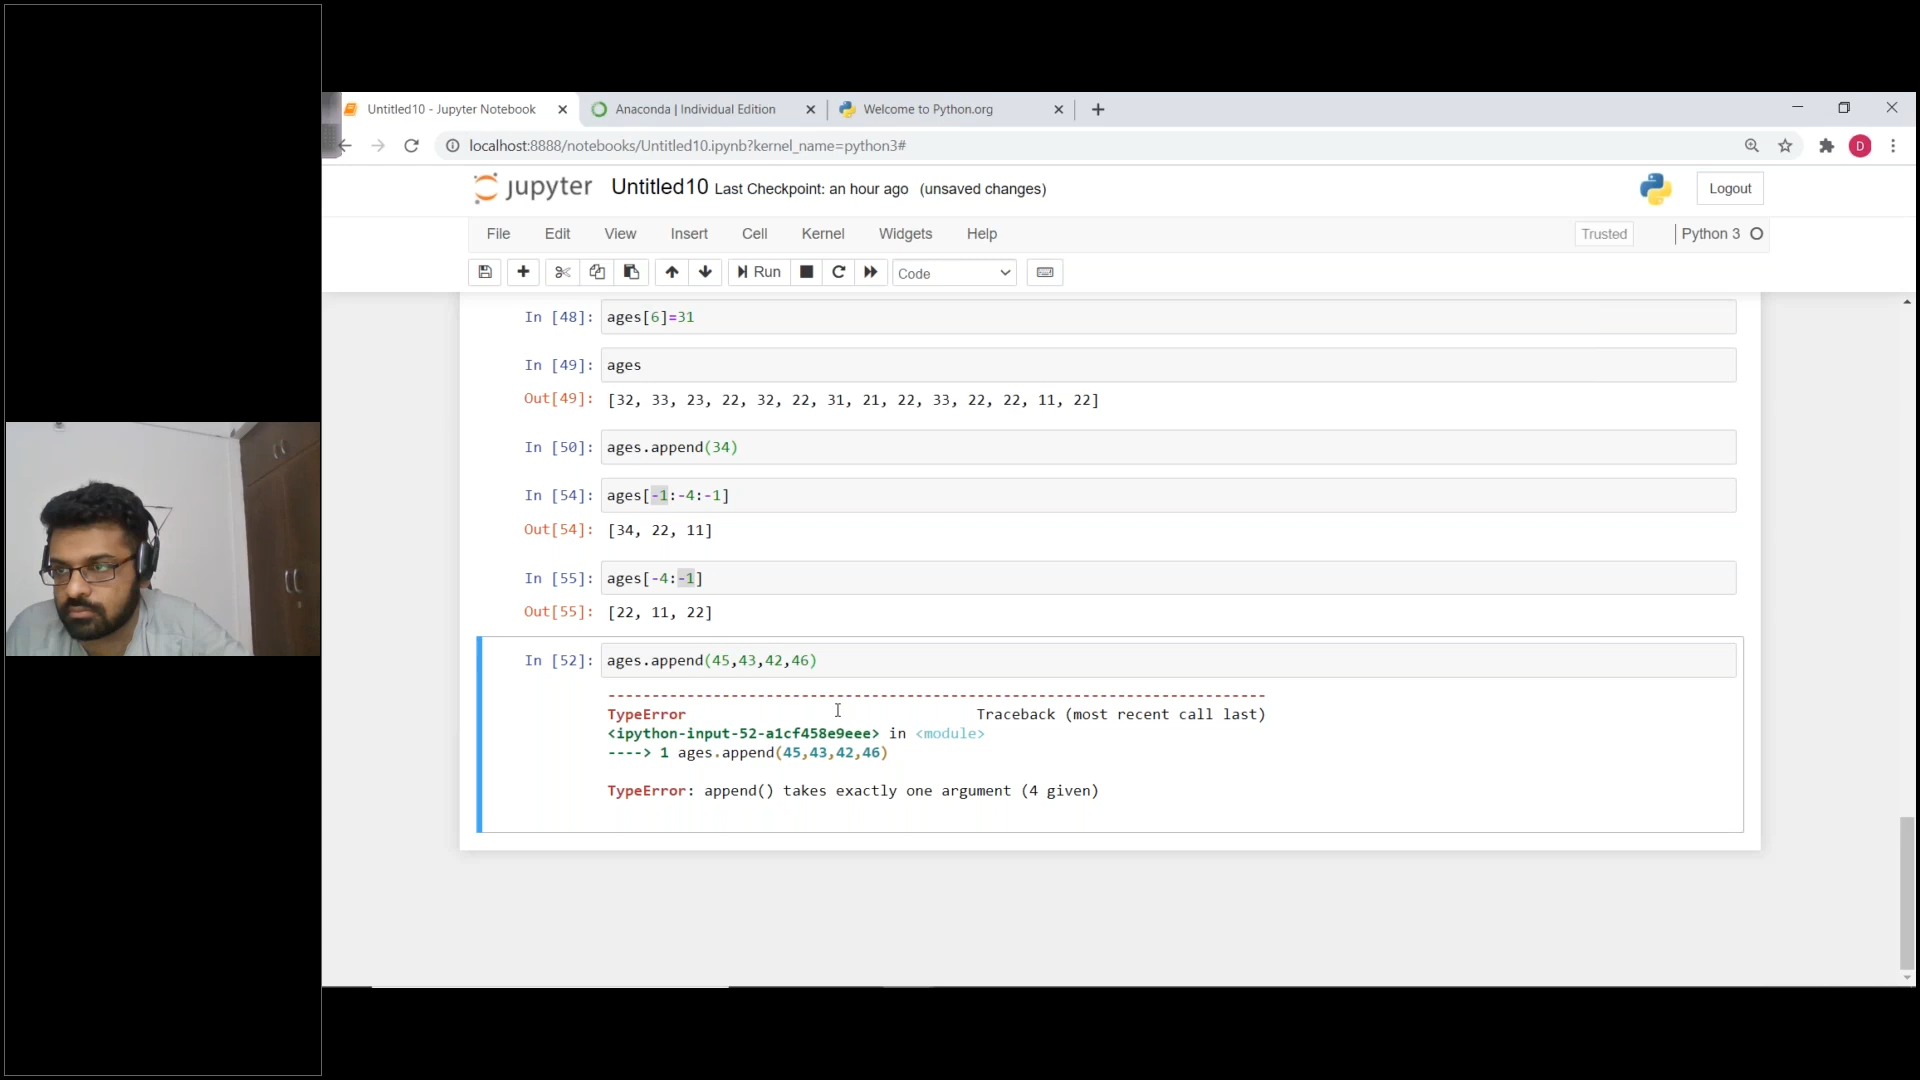 Untitled10 - Jupyter Notebook
Anaconda | Individual Edition
Welcome to Python.org
localhost:8888/notebooks/Untitled10.ipynb?kernel_name=python3#
D
jupyter Untitled10 Last Checkpoint: an hour ago (unsaved changes)
Logout
File Edit View Insert Cell Kernel Widgets Help
Trusted
Python 3
Run
Code
In [48]: ages[6]=31
In [49]: ages
Out[49]: [32, 33, 23, 22, 32, 22, 31, 21, 22, 33, 22, 22, 11, 22]
In [50]: ages.append(34)
In [54]: ages[-1:-4:-1]
Out[54]: [34, 22, 11]
In [55]: ages[-4:-1]
Out[55]: [22, 11, 22]
In [52]: ages.append(45,43,42,46)
---------------------------------------------------------------------------
TypeError Traceback (most recent call last)
<ipython-input-52-a1cf458e9eee> in <module>
----> 1 ages.append(45,43,42,46)
TypeError: append() takes exactly one argument (4 given)